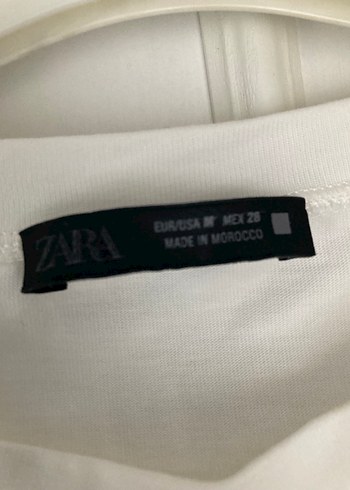 ZARA
EUR/USA M MEX 28
MADE IN MOROCCO